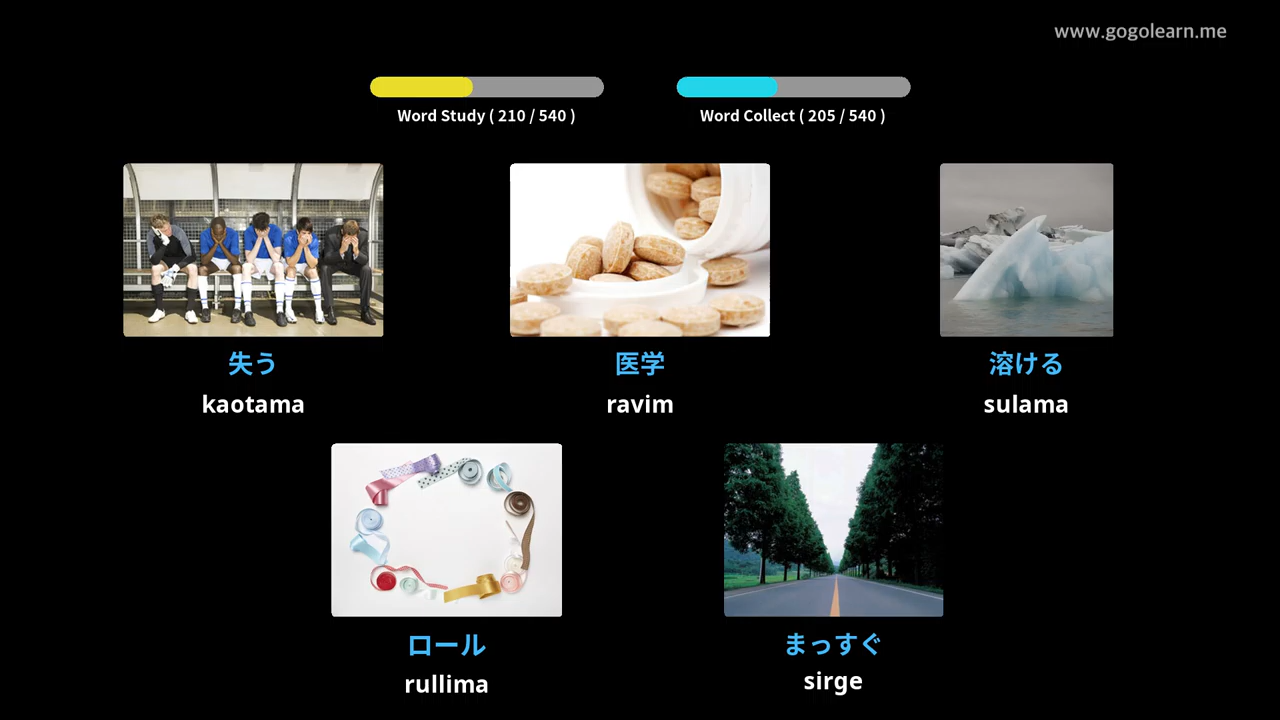 www.gogolearn.me
Word Study ( 210 / 540 )
Word Collect ( 205 / 540 )
失う
医学
溶ける
kaotama
ravim
sulama
ロール
まっすぐ
rullima
sirge